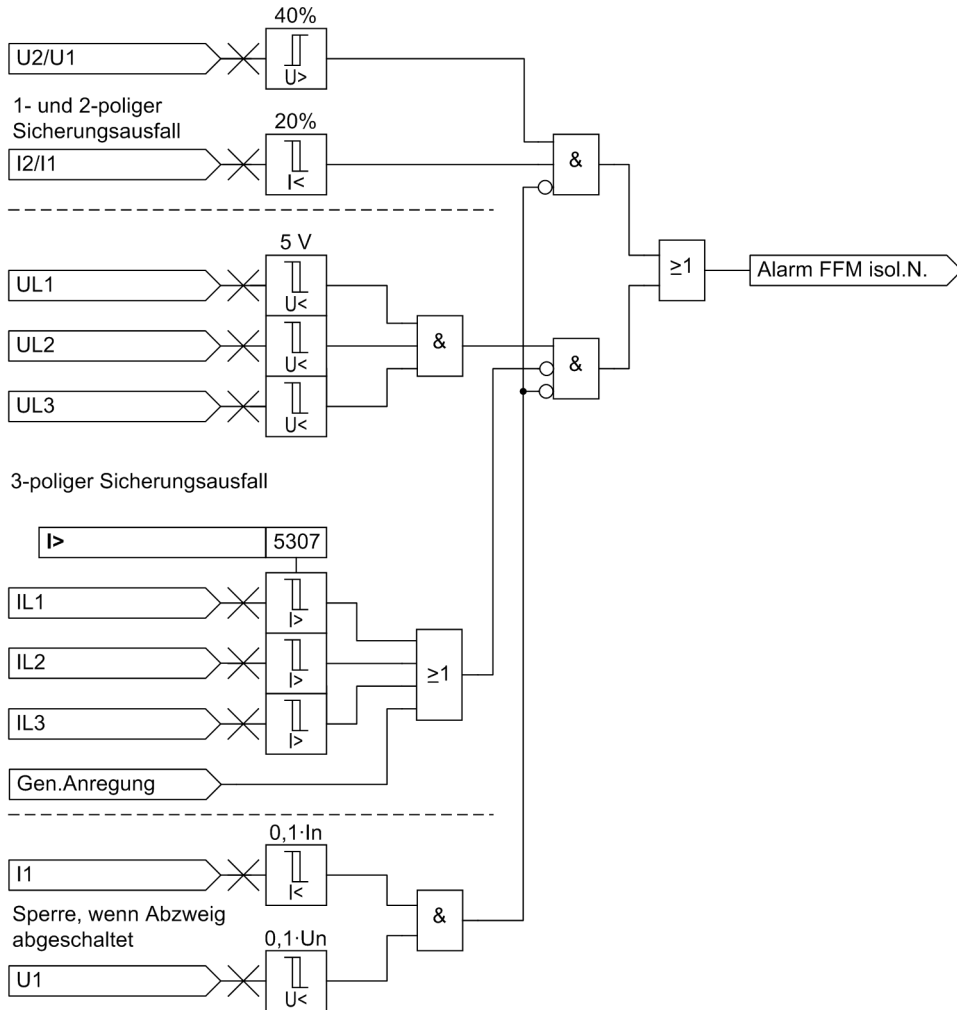 40%
U2/U1
U>
1- und 2-poliger
Sicherungsausfall
20%
I2/I1
I<
&
5 V
UL1
U<
UL2
U<
UL3
U<
&
&
≥1
Alarm FFM isol.N.
3-poliger Sicherungsausfall
I>
5307
IL1
I>
IL2
I>
IL3
I>
≥1
Gen.Anregung
0,1·In
I1
I<
Sperre, wenn Abzweig
abgeschaltet
&
0,1·Un
U1
U<